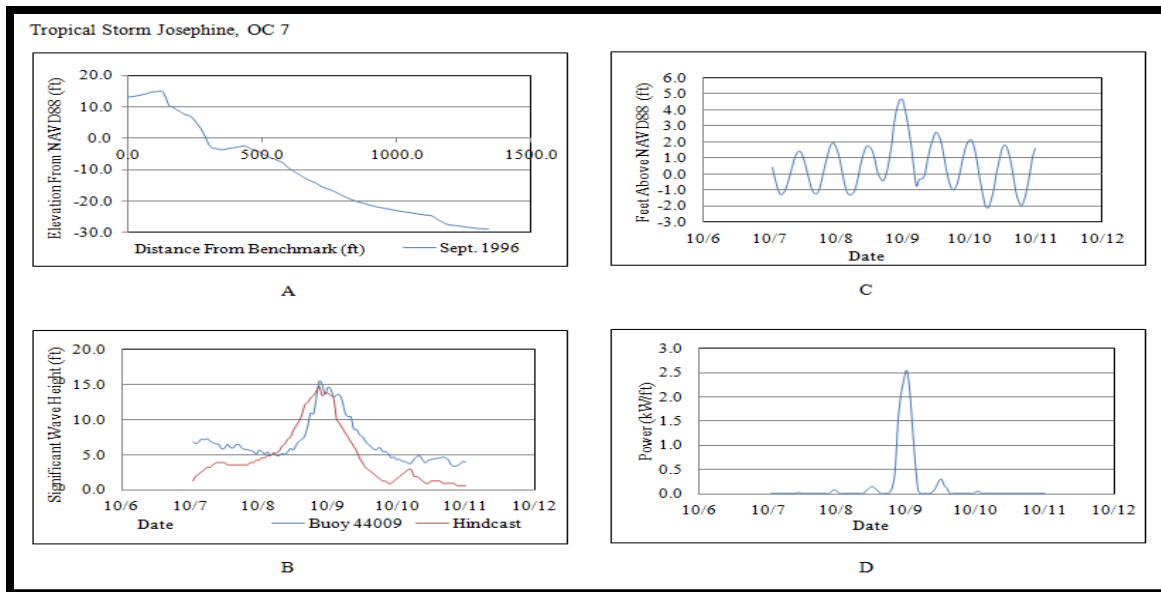 Tropical Storm Josephine, OC 7
Elevation From NAVD88 (ft)
20.0
10.0
0.0
-10.0
-20.0
-30.0
0.0 500.0 1000.0 1500.0
Distance From Benchmark (ft)
Sept. 1996
A
Feet Above NAVD88 (ft)
6.0
5.0
4.0
3.0
2.0
1.0
0.0
-1.0
-2.0
-3.0
10/6 10/7 10/8 10/9 10/10 10/11 10/12
Date
C
Significant Wave Height (ft)
20.0
15.0
10.0
5.0
0.0
10/6 10/7 10/8 10/9 10/10 10/11 10/12
Date
Buoy 44009 Hindcast
B
Power (kW/ft)
3.0
2.5
2.0
1.5
1.0
0.5
0.0
10/6 10/7 10/8 10/9 10/10 10/11 10/12
Date
D